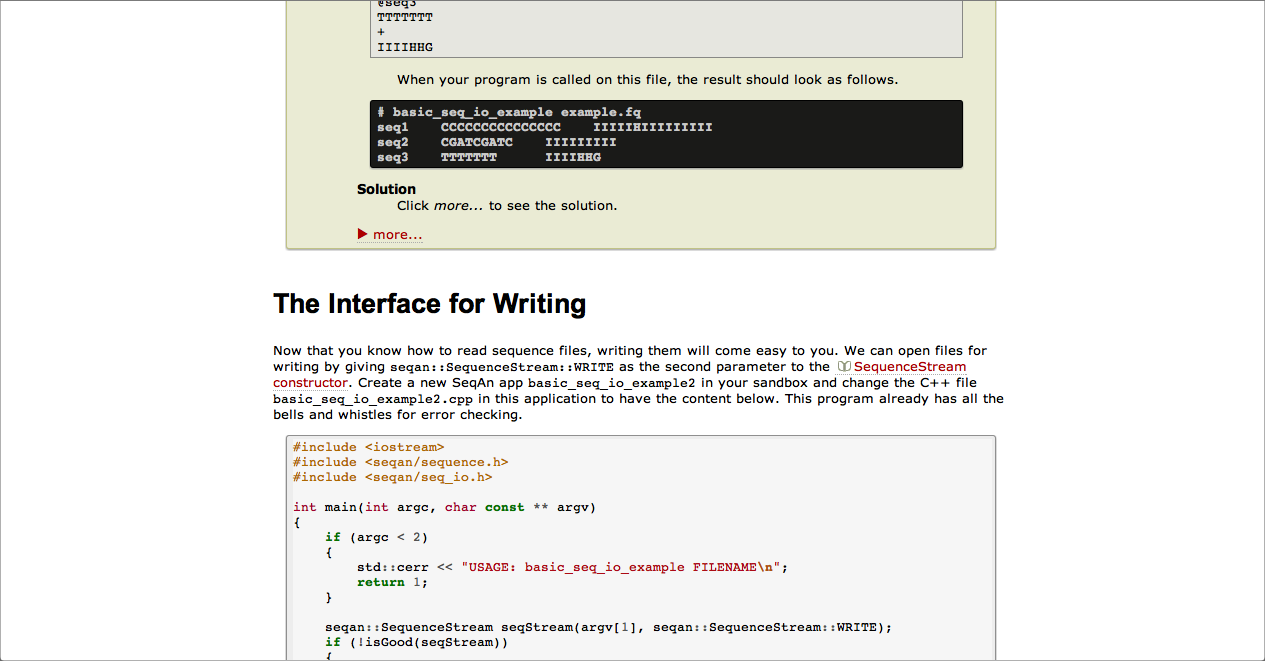 @seq3
TTTTTTT
+
IIIIHHG
When your program is called on this file, the result should look as follows.
# basic_seq_io_example example.fq
seq1    CCCCCCCCCCCCCCC    IIIIIHIIIIIIIII
seq2    CGATCGATC    IIIIIIIII
seq3    TTTTTTT      IIIIHHG
Solution
Click more... to see the solution.
more...
The Interface for Writing
Now that you know how to read sequence files, writing them will come easy to you. We can open files for
writing by giving seqan::SequenceStream::WRITE as the second parameter to the SequenceStream
constructor. Create a new SeqAn app basic_seq_io_example2 in your sandbox and change the C++ file
basic_seq_io_example2.cpp in this application to have the content below. This program already has all the
bells and whistles for error checking.
#include <iostream>
#include <seqan/sequence.h>
#include <seqan/seq_io.h>
int main(int argc, char const ** argv)
{
    if (argc < 2)
    {
        std::cerr << "USAGE: basic_seq_io_example FILENAME\n";
        return 1;
    }
    seqan::SequenceStream seqStream(argv[1], seqan::SequenceStream::WRITE);
    if (!isGood(seqStream))
    {